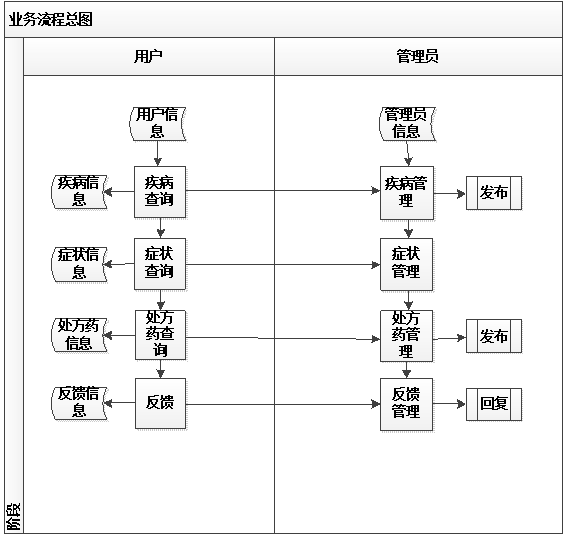 业务流程总图
用户
管理员
用户信
息
管理员
信息
疾病信
息
疾病
查询
疾病管
理
发布
症状信
息
症状
查询
症状
管理
处方药
信息
处方
药查
询
处方
药管
理
发布
反馈信
息
反馈
反馈
管理
回复
阶段